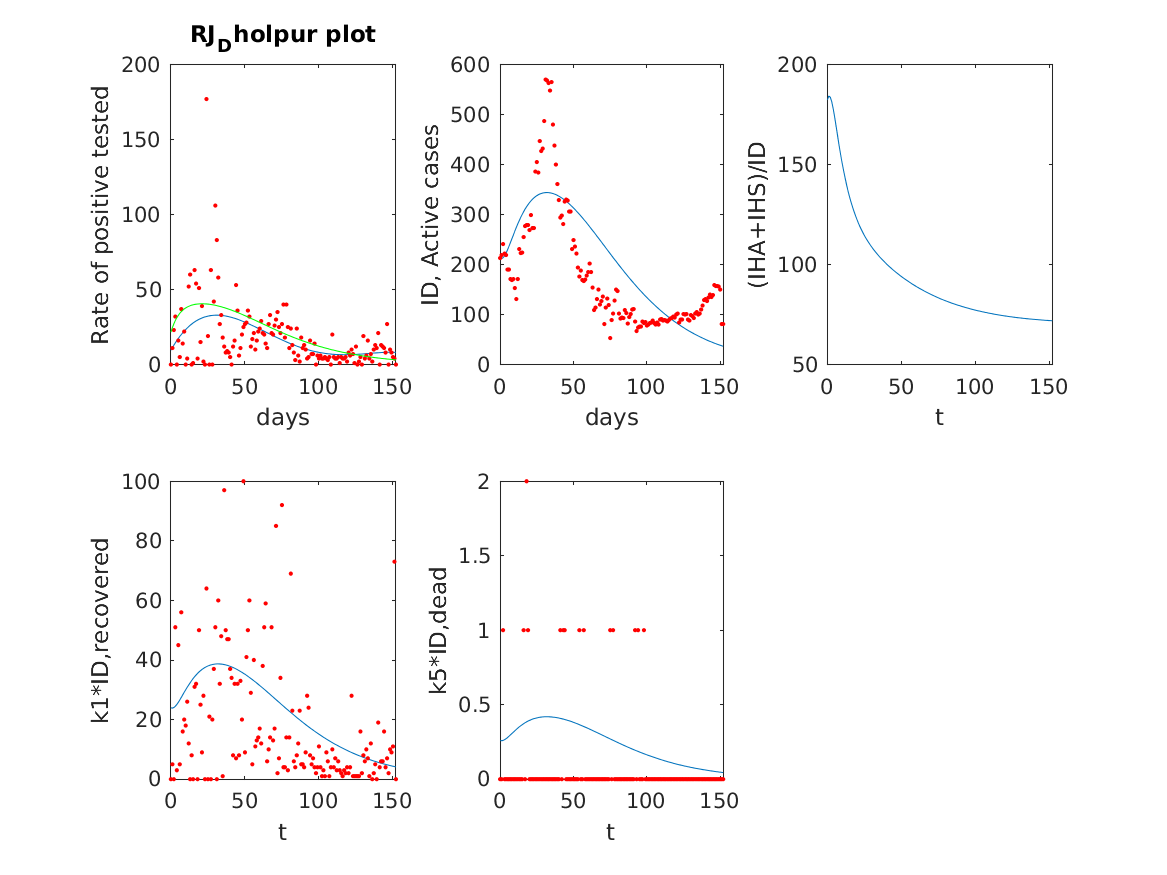 RJ_Dholpur plot
200
150
100
50
0
Rate of positive tested
0 50 100 150
days
600
500
400
300
200
100
0
ID, Active cases
0 50 100 150
days
200
150
100
50
(IHA+IHS)/ID
0 50 100 150
t
100
80
60
40
20
0
k1*ID,recovered
0 50 100 150
t
2
1.5
1
0.5
0
k5*ID,dead
0 50 100 150
t